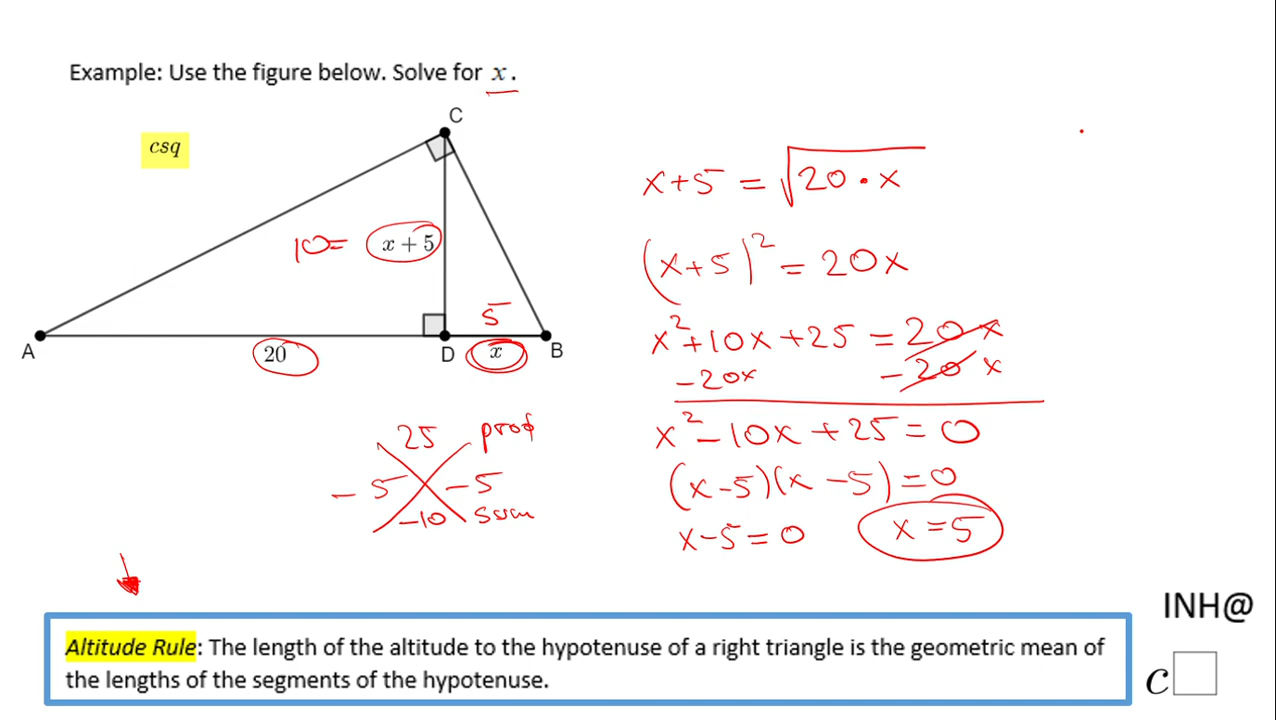 Example: Use the figure below. Solve for x.
csq
C
10= x + 5
5
A
20
D
x
B
x+5 = √20·x
(x+5)² = 20x
x²+10x+25 = 20x
-20x -20x
x²-10x+25=0
(x-5)(x-5)=0
x-5=0 x=5
25 prod
-5 -5
-10 sum
Altitude Rule: The length of the altitude to the hypotenuse of a right triangle is the geometric mean of
the lengths of the segments of the hypotenuse.
INH@
c